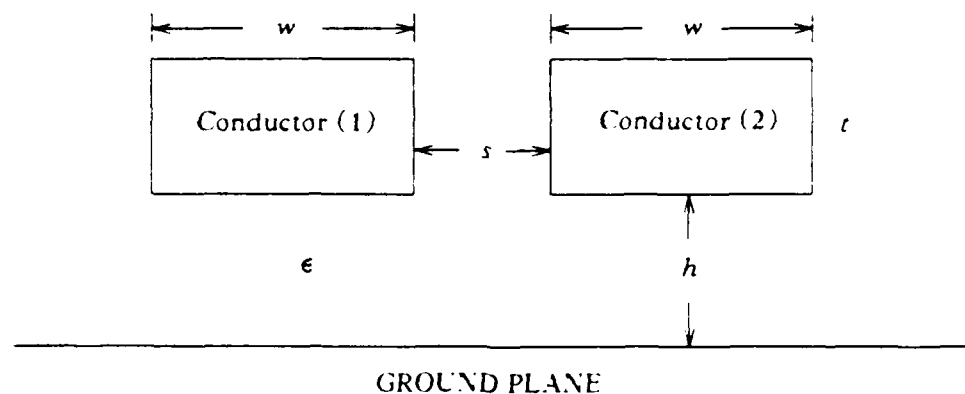 w w
Conductor (1) Conductor (2) t
s
ϵ h
GROUND PLANE